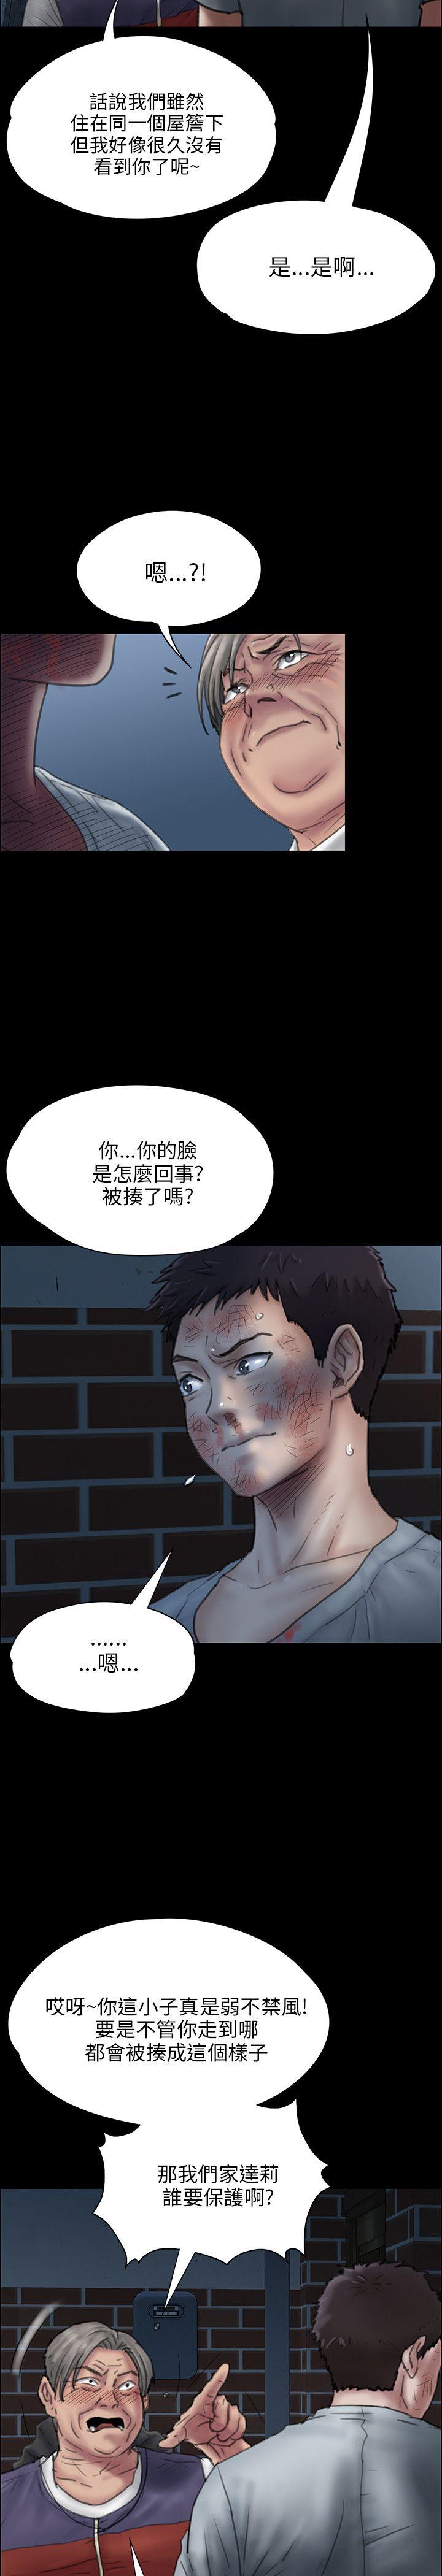 話說我們雖然
住在同一個屋簷下
但我好像很久沒有
看到你了呢~
是...是啊...
嗯...?!
你...你的臉
是怎麼回事?
被揍了嗎?
......
...嗯...
哎呀~你這小子真是弱不禁風!
要是不管你走到哪
都會被揍成這個樣子
那我們家達莉
誰要保護啊?